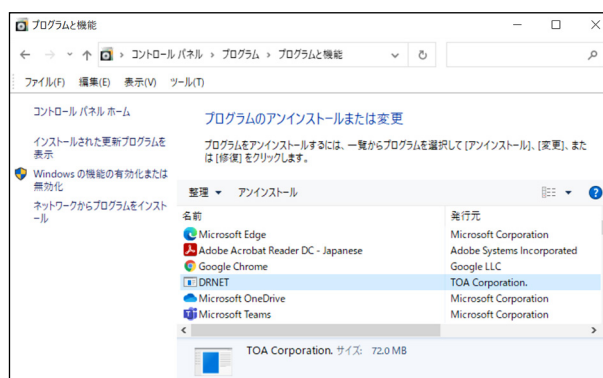 プログラムと機能
コントロール パネル › プログラム › プログラムと機能
ファイル(F) 編集(E) 表示(V) ツール(T)
コントロール パネル ホーム
インストールされた更新プログラムを
表示
Windows の機能の有効化または
無効化
ネットワークからプログラムをインスト
ール
プログラムのアンインストールまたは変更
プログラムをアンインストールするには、一覧からプログラムを選択して [アンインストール]、[変更]、また
は [修復] をクリックします。
整理 アンインストール
名前 発行元
Microsoft Edge Microsoft Corporation
Adobe Acrobat Reader DC - Japanese Adobe Systems Incorporated
Google Chrome Google LLC
DRNET TOA Corporation.
Microsoft OneDrive Microsoft Corporation
Microsoft Teams Microsoft Corporation
TOA Corporation. サイズ: 72.0 MB